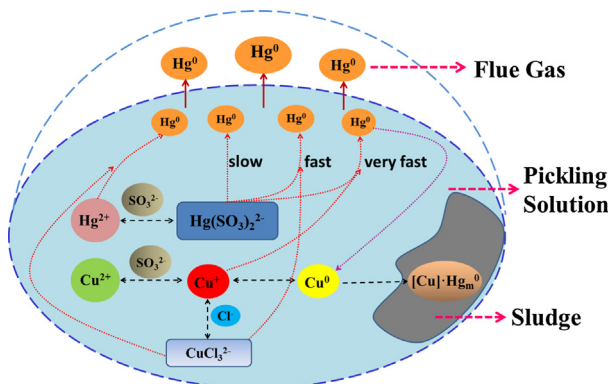 Hg⁰
Hg⁰
Hg⁰
Flue Gas
Hg⁰
Hg⁰
Hg⁰
Hg⁰
slow
fast
very fast
Pickling
Solution
SO₃²⁻
Hg²⁺
Hg(SO₃)₂²⁻
SO₃²⁻
Cu²⁺
Cu⁺
Cu⁰
[Cu]·Hgₘ⁰
Cl⁻
Sludge
CuCl₃²⁻